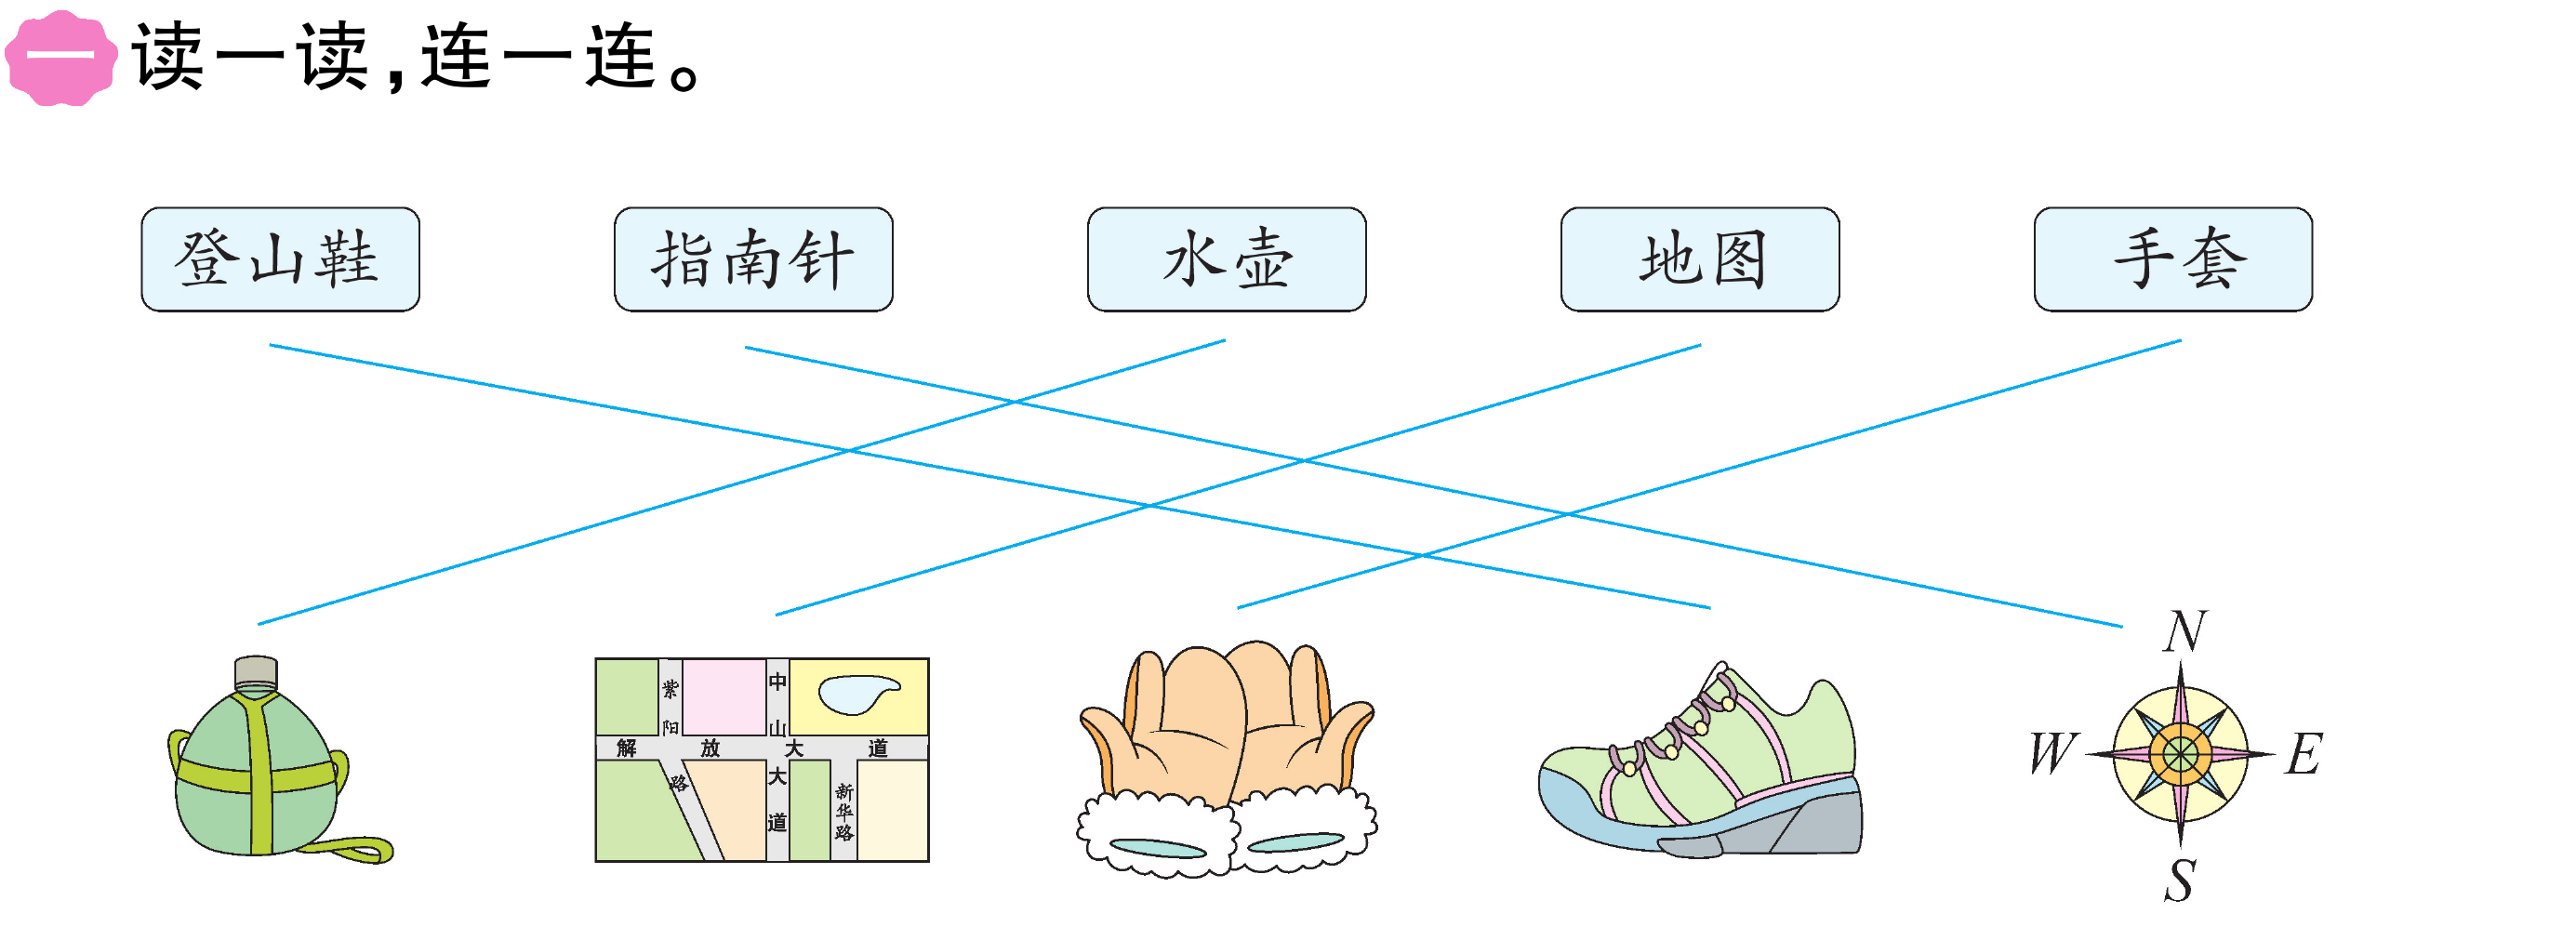 一 读一读,连一连。
登山鞋 指南针 水壶 地图 手套
紫阳路
中山大道
解放大道
新华路
N
W E
S